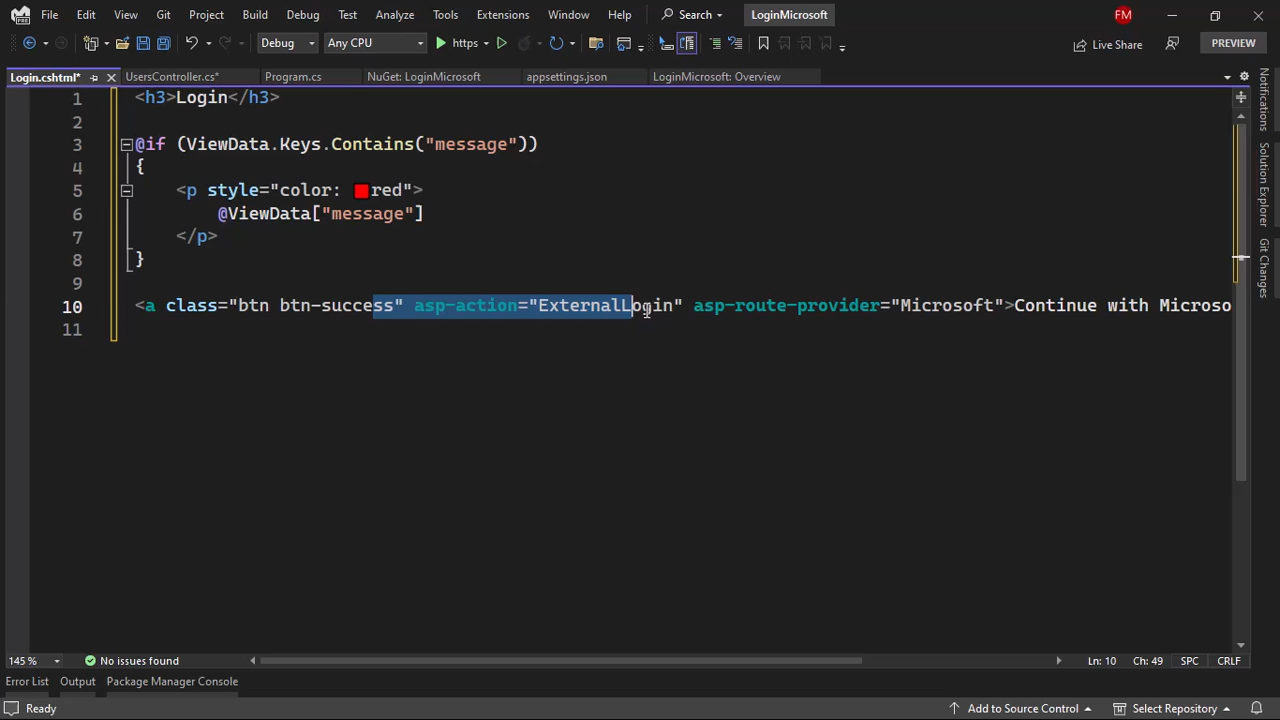 File Edit View Git Project Build Debug Test Analyze Tools Extensions Window Help Search LoginMicrosoft FM
Debug Any CPU https Live Share PREVIEW
Login.cshtml* UsersController.cs* Program.cs NuGet: LoginMicrosoft appsettings.json LoginMicrosoft: Overview
1 <h3>Login</h3>
2
3 @if (ViewData.Keys.Contains("message"))
4 {
5 <p style="color: red">
6 @ViewData["message"]
7 </p>
8 }
9
10 <a class="btn btn-success" asp-action="ExternalLogin" asp-route-provider="Microsoft">Continue with Microso
11
Notifications
Solution Explorer
Git Changes
145 % No issues found Ln: 10 Ch: 49 SPC CRLF
Error List Output Package Manager Console
Ready Add to Source Control Select Repository